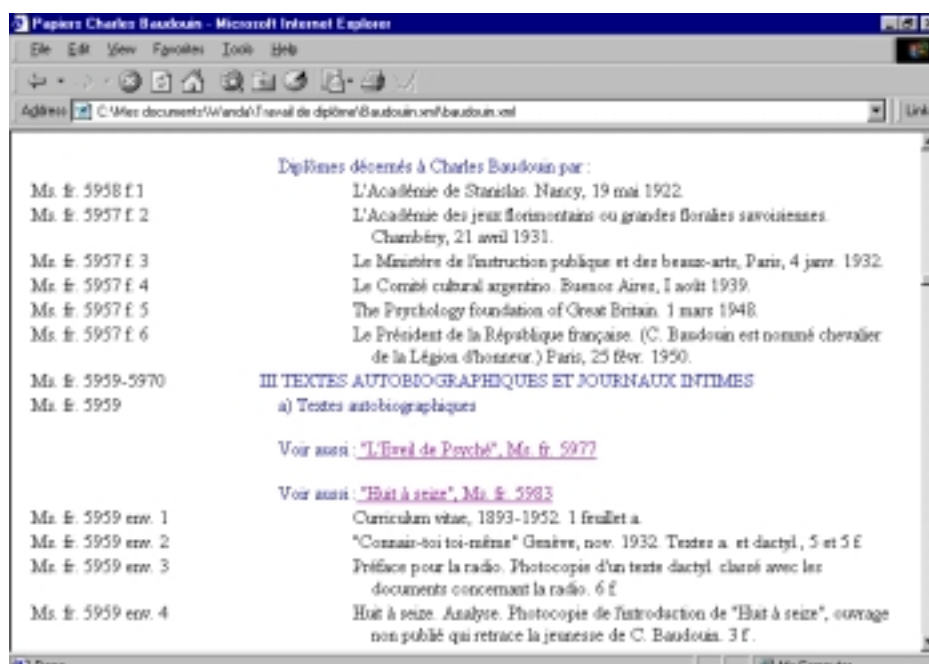 Papiers Charles Baudouin - Microsoft Internet Explorer
File Edit View Favorites Tools Help
Address C:\Mes documents\Wanda\Travail de diplôme\Baudouin.xml\baudouin.xml Link
Diplômes décernés à Charles Baudouin par :
Ms. fr. 5958 f.1 L'Académie de Stanislas. Nancy, 19 mai 1922.
Ms. fr. 5957 f. 2 L'Académie des jeux florimontains ou grandes floralies savoisiennes.
Chambéry, 21 avril 1931.
Ms. fr. 5957 f. 3 Le Ministère de l'instruction publique et des beaux-arts, Paris, 4 janv. 1932.
Ms. fr. 5957 f. 4 Le Comité cultural argentino. Buenos Aires, 1 août 1939.
Ms. fr. 5957 f. 5 The Psychology foundation of Great Britain. 1 mars 1948.
Ms. fr. 5957 f. 6 Le Président de la République française. (C. Baudouin est nommé chevalier
de la Légion d'honneur.) Paris, 25 févr. 1950.
Ms. fr. 5959-5970 III TEXTES AUTOBIOGRAPHIQUES ET JOURNAUX INTIMES
Ms. fr. 5959 a) Textes autobiographiques
Voir aussi : "L'Eveil de Psyché", Ms. fr. 5977
Voir aussi : "Huit à seize", Ms. fr. 5983
Ms. fr. 5959 env. 1 Curriculum vitae, 1893-1952. 1 feuillet a.
Ms. fr. 5959 env. 2 "Connais-toi toi-même" Genève, nov. 1932. Textes a. et dactyl., 5 et 5 f.
Ms. fr. 5959 env. 3 Préface pour la radio. Photocopie d'un texte dactyl. classé avec les
documents concernant la radio. 6 f.
Ms. fr. 5959 env. 4 Huit à seize. Analyse. Photocopie de l'introduction de "Huit à seize", ouvrage
non publié qui retrace la jeunesse de C. Baudouin. 3 f.